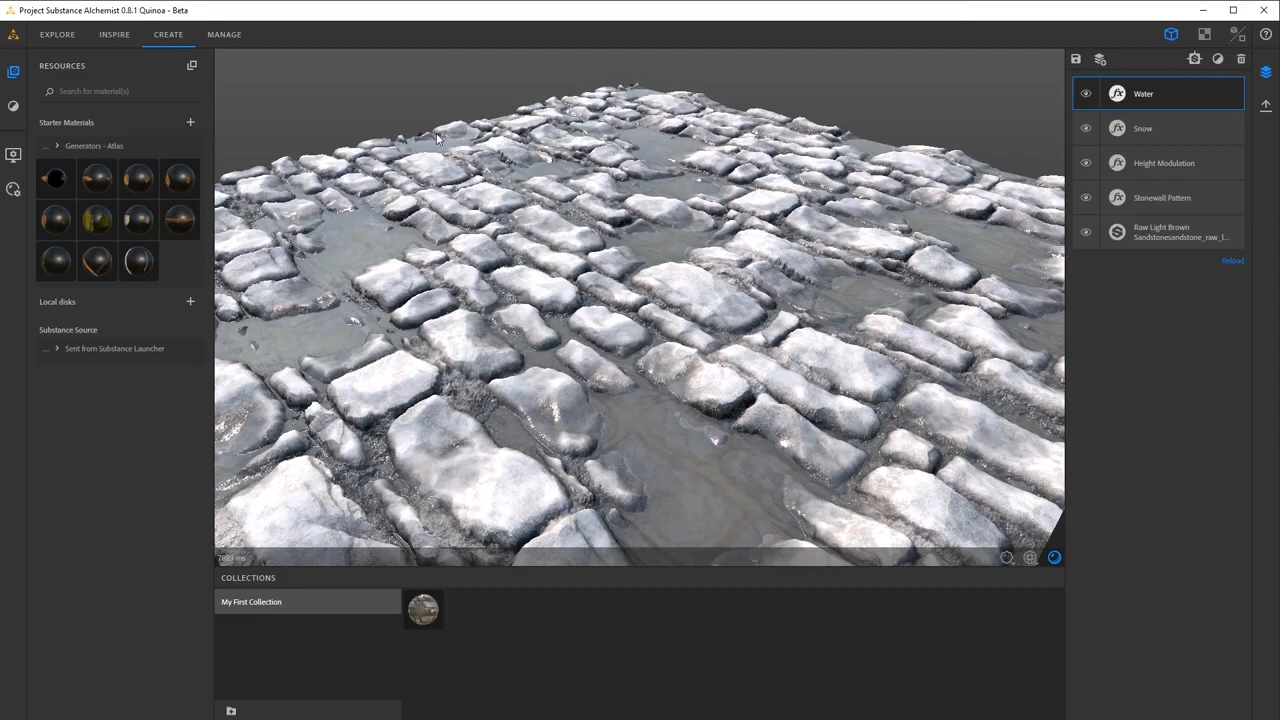 Project Substance Alchemist 0.8.1 Quinoa - Beta
EXPLORE INSPIRE CREATE MANAGE
RESOURCES
Search for material(s)
Starter Materials
... Generators - Atlas
Local disks
Substance Source
... Sent from Substance Launcher
2889 ms
COLLECTIONS
My First Collection
Water
Snow
Height Modulation
Stonewall Pattern
Raw Light Brown
Sandstonesandstone_raw_l...
Reload